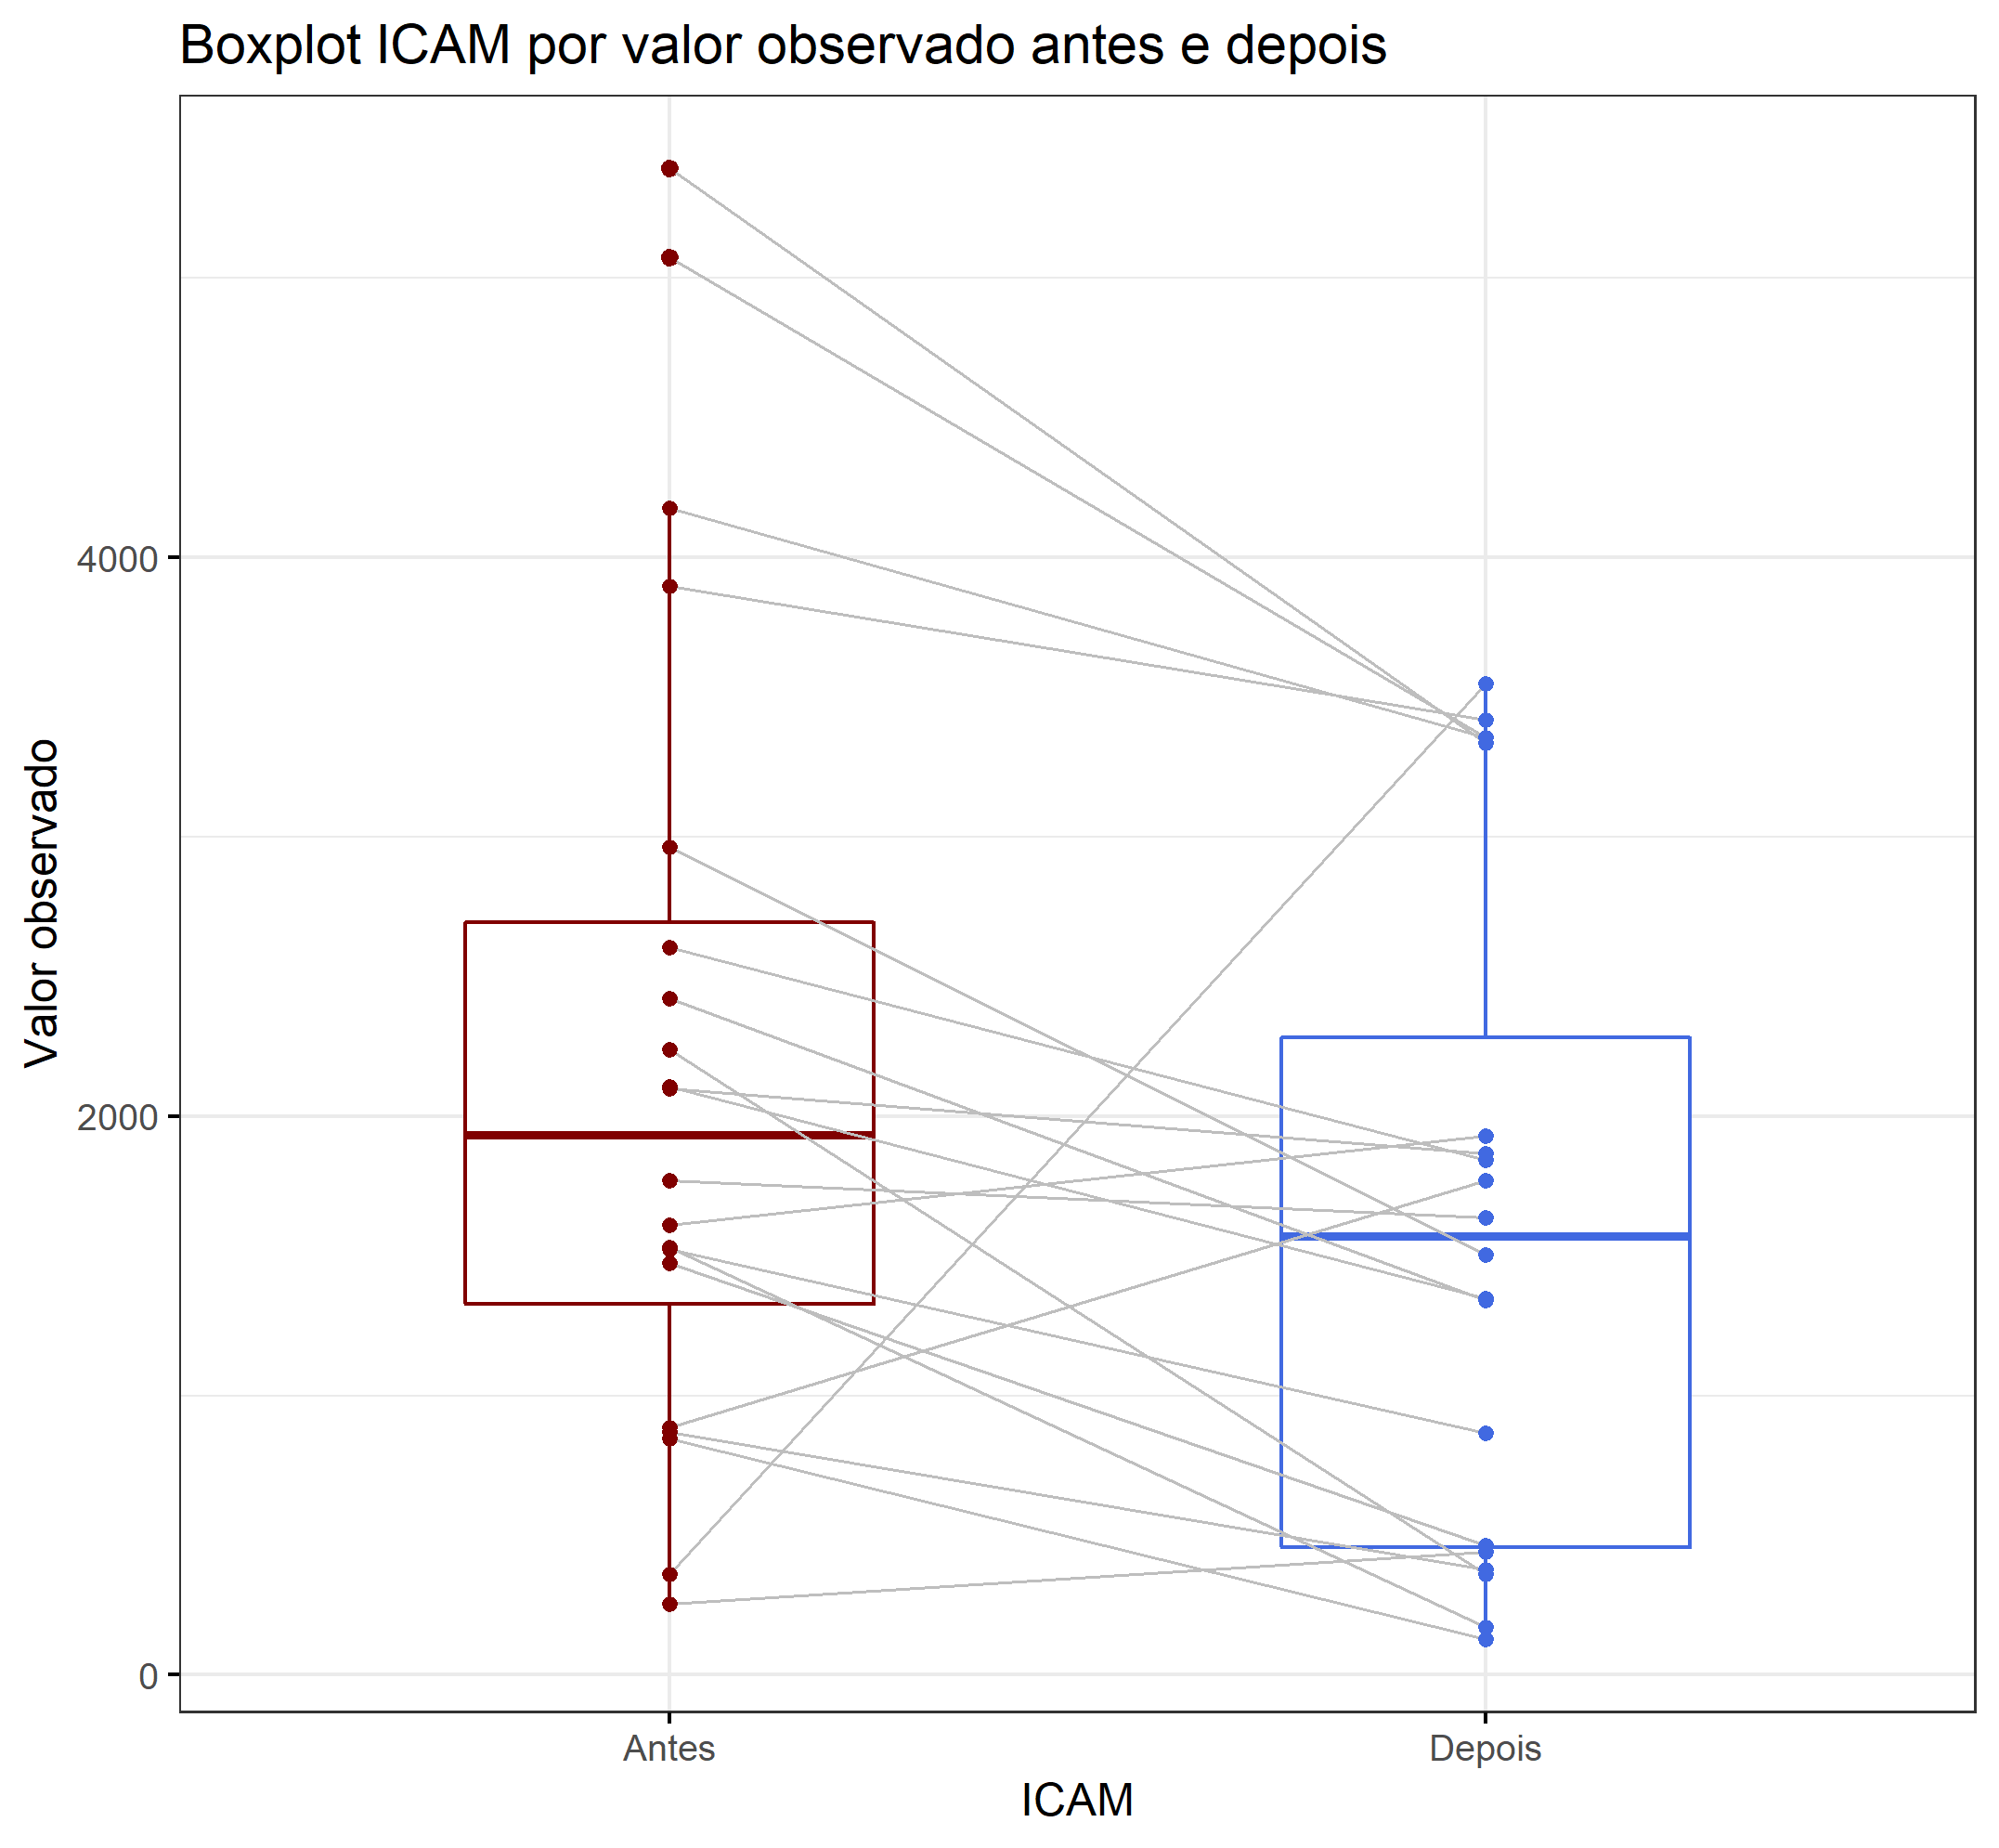 Boxplot ICAM por valor observado antes e depois
Valor observado
4000
2000
0
Antes
Depois
ICAM